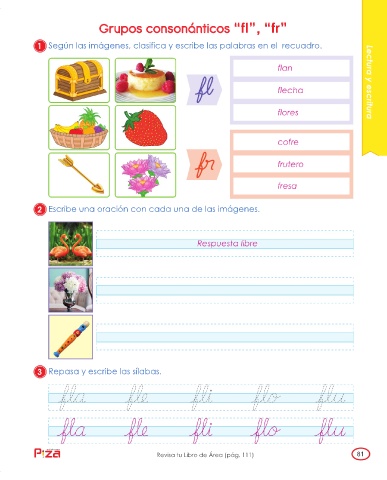 Grupos consonánticos “fl”, “fr”
1 Según las imágenes, clasifica y escribe las palabras en el recuadro.
Lectura y escritura
fl
flan
flecha
flores
fr
cofre
frutero
fresa
2 Escribe una oración con cada una de las imágenes.
Respuesta libre
3 Repasa y escribe las sílabas.
fla fle fli flo flu
fla fle fli flo flu
P:za
Revisa tu Libro de Área (pág. 111)
81